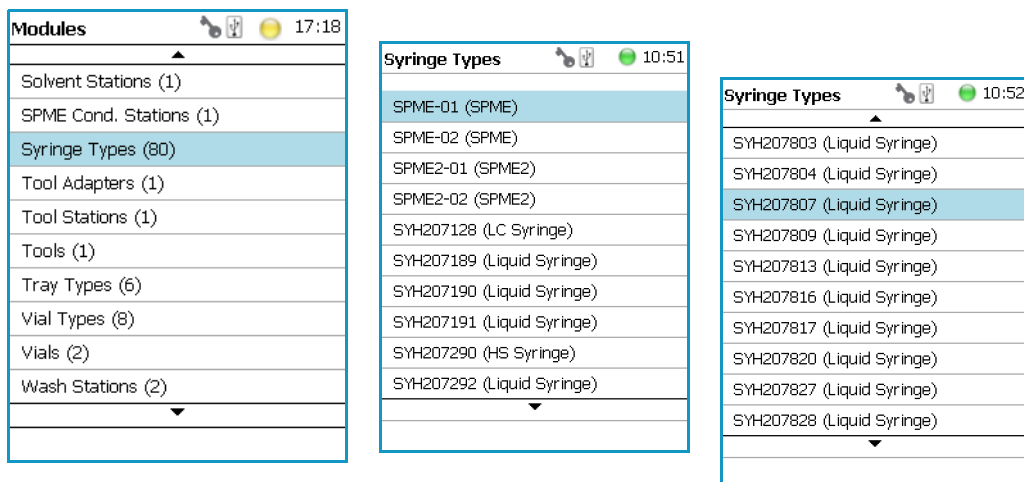 Modules 17:18
Solvent Stations (1)
SPME Cond. Stations (1)
Syringe Types (80)
Tool Adapters (1)
Tool Stations (1)
Tools (1)
Tray Types (6)
Vial Types (8)
Vials (2)
Wash Stations (2)
Syringe Types 10:51
SPME-01 (SPME)
SPME-02 (SPME)
SPME2-01 (SPME2)
SPME2-02 (SPME2)
SYH207128 (LC Syringe)
SYH207189 (Liquid Syringe)
SYH207190 (Liquid Syringe)
SYH207191 (Liquid Syringe)
SYH207290 (HS Syringe)
SYH207292 (Liquid Syringe)
Syringe Types 10:52
SYH207803 (Liquid Syringe)
SYH207804 (Liquid Syringe)
SYH207807 (Liquid Syringe)
SYH207809 (Liquid Syringe)
SYH207813 (Liquid Syringe)
SYH207816 (Liquid Syringe)
SYH207817 (Liquid Syringe)
SYH207820 (Liquid Syringe)
SYH207827 (Liquid Syringe)
SYH207828 (Liquid Syringe)